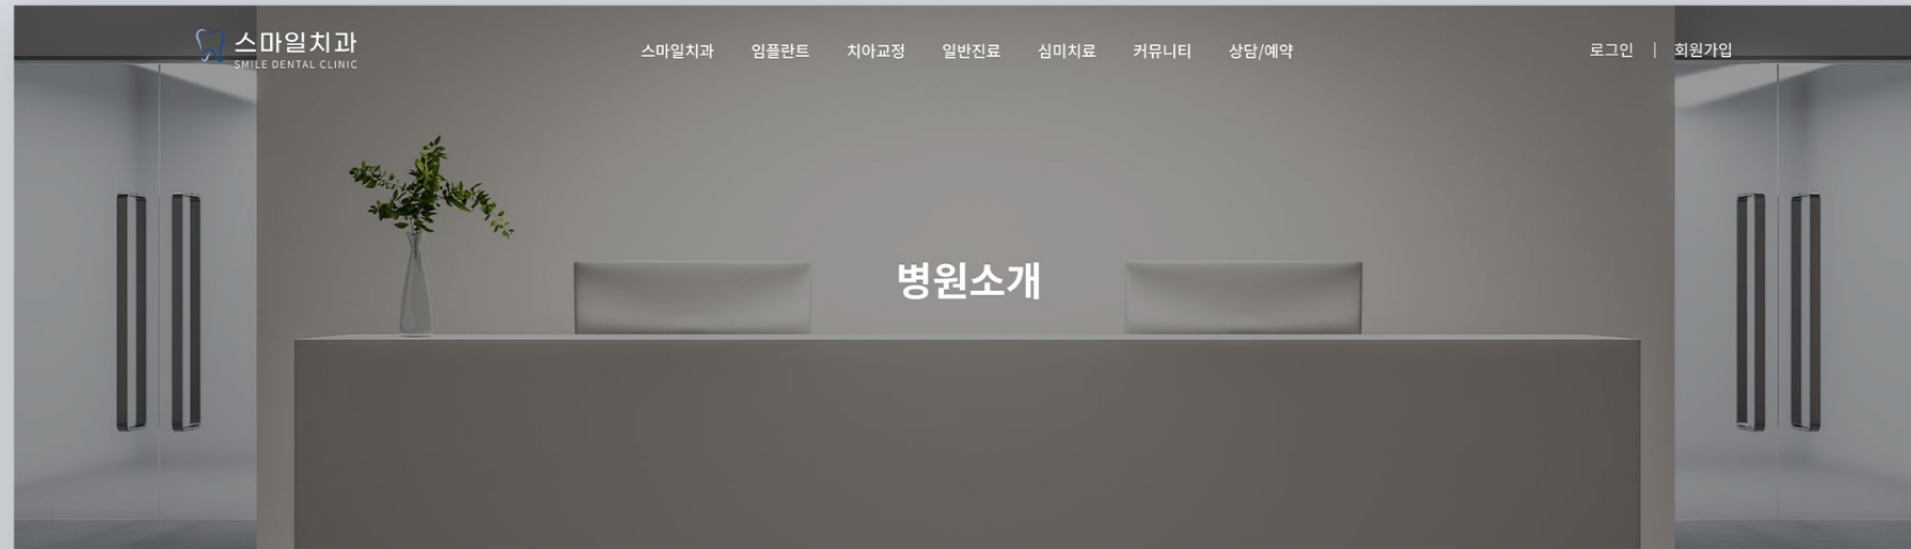 스마일치과
SMILE DENTAL CLINIC
스마일치과 임플란트 치아교정 일반진료 심미치료 커뮤니티 상담/예약
로그인 | 회원가입
병원소개